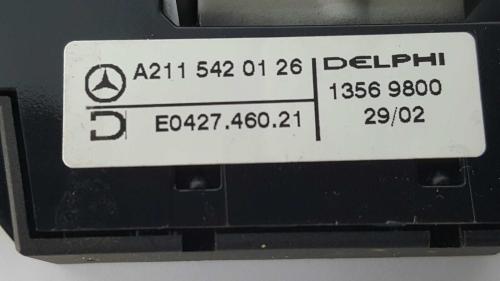 A211 542 01 26
E0427.460.21
DELPHI
1356 9800
29/02